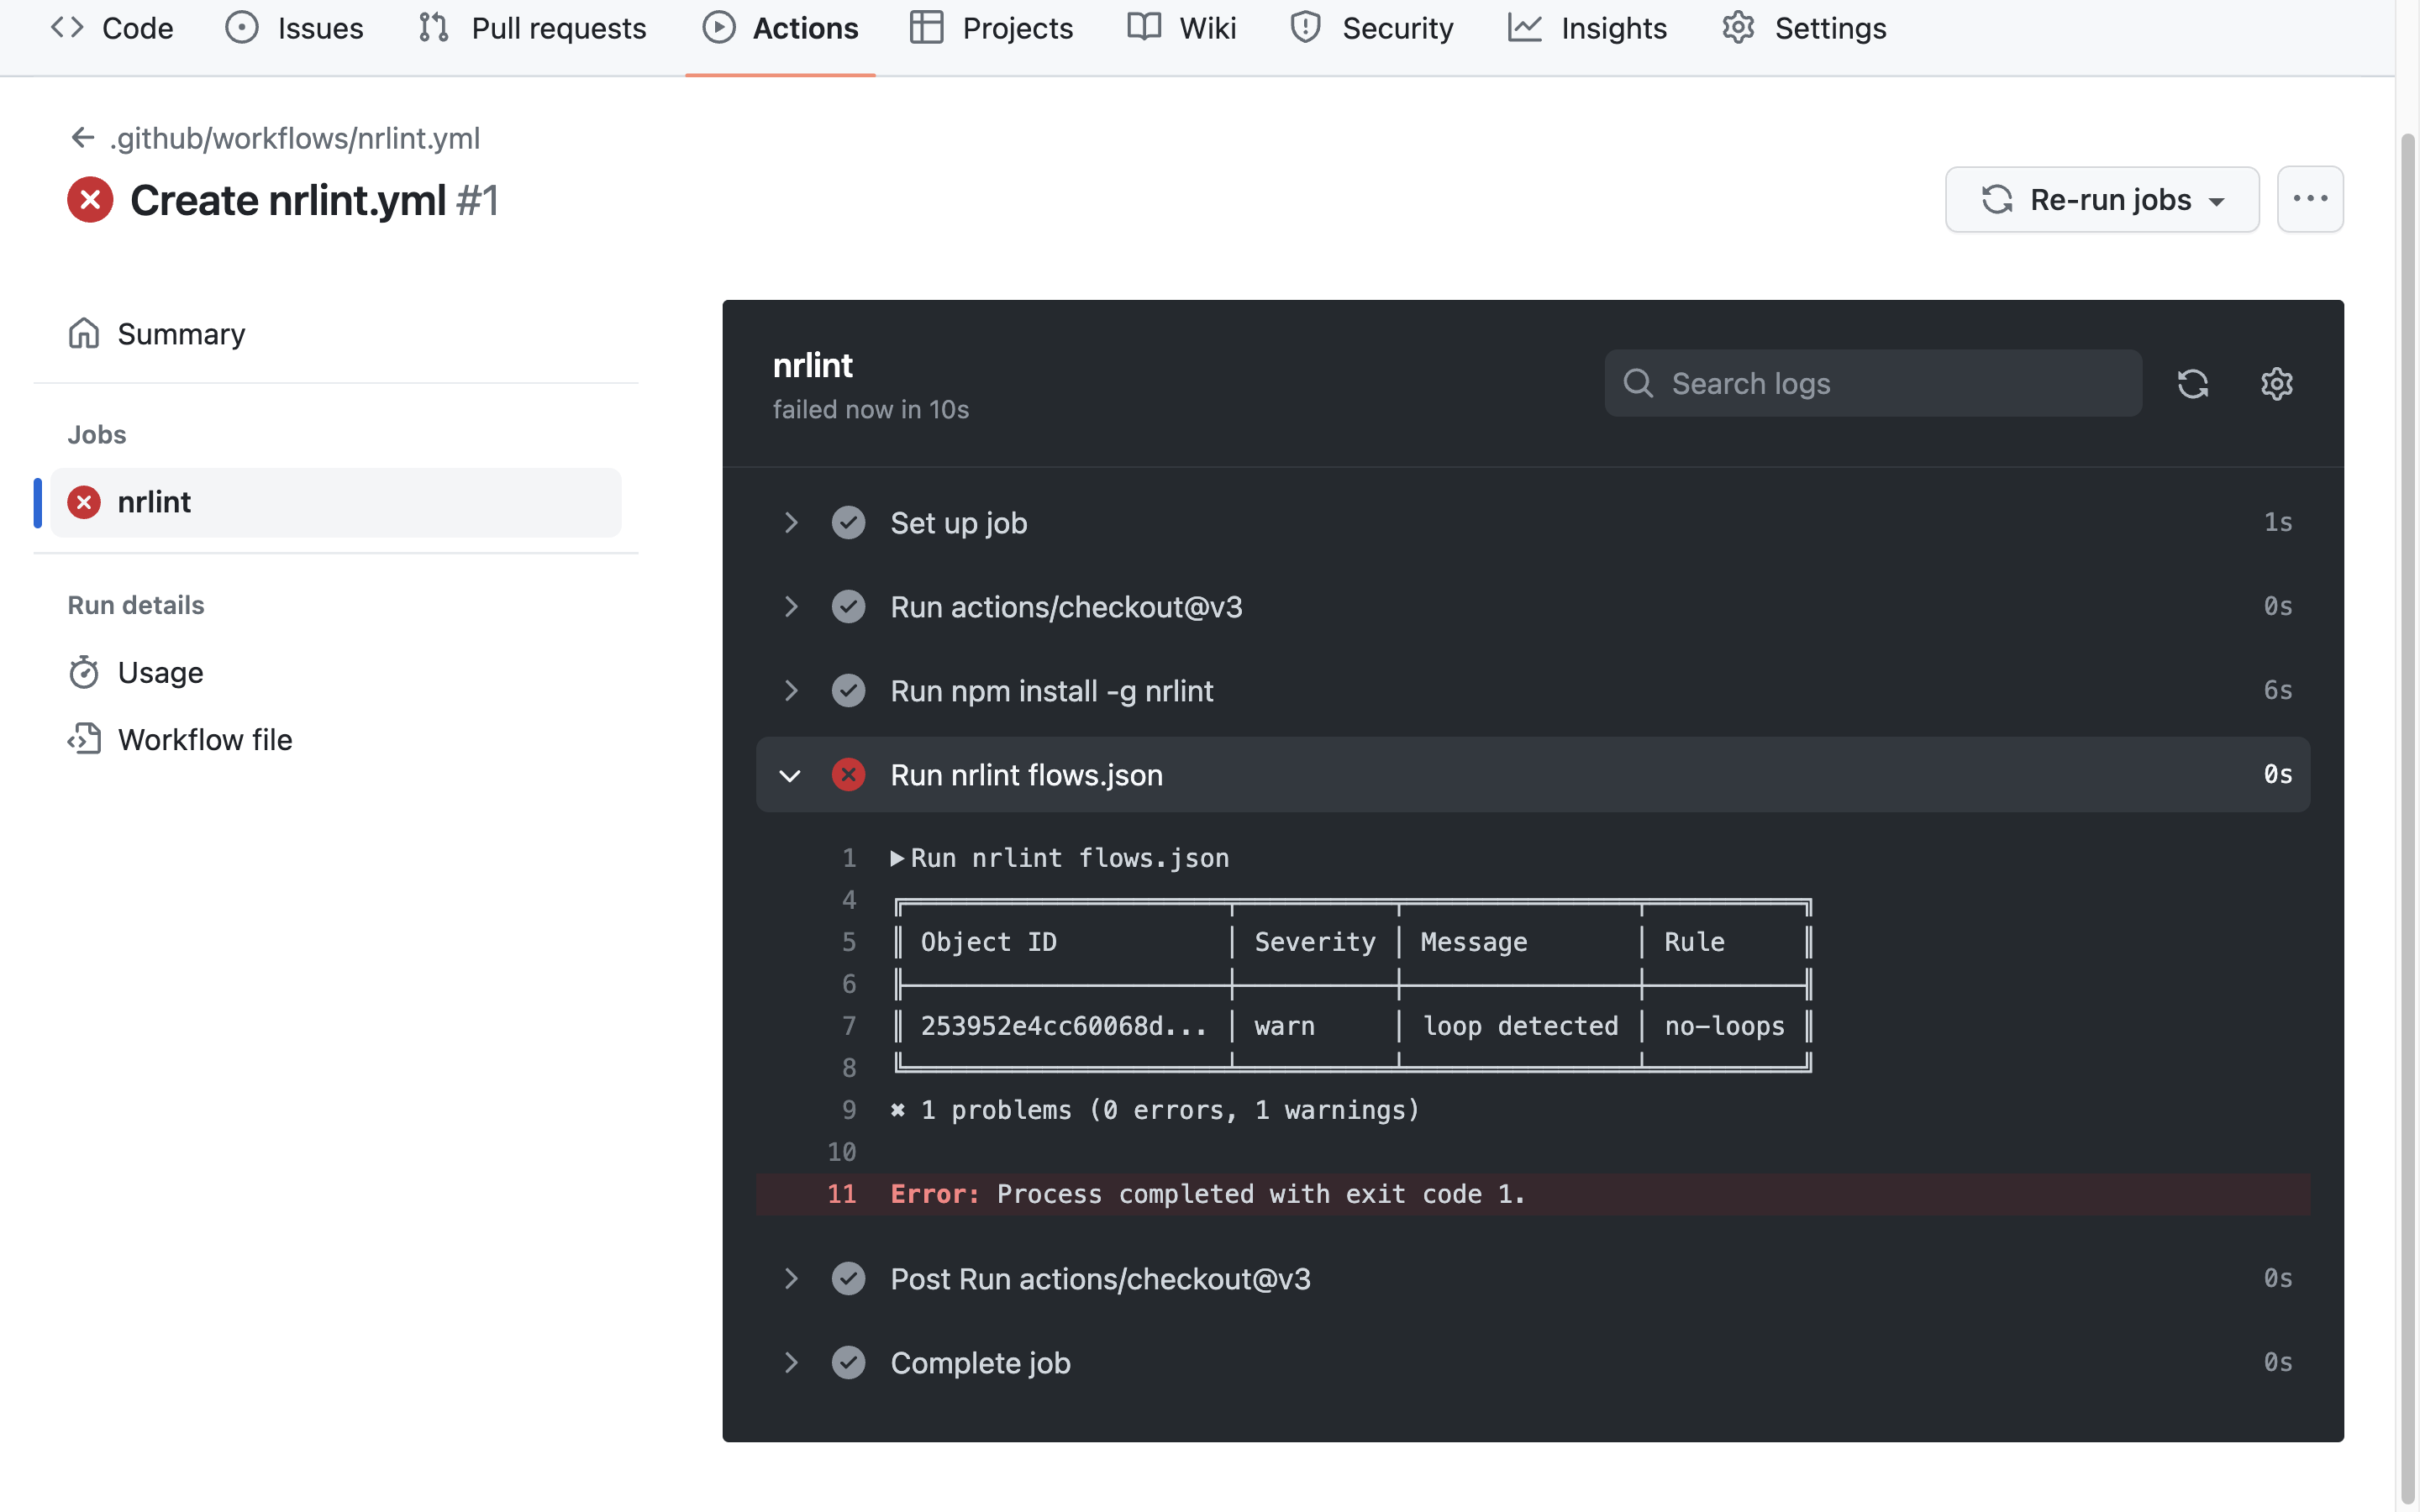 Code Issues Pull requests Actions Projects Wiki Security Insights Settings
.github/workflows/nrlint.yml
Create nrlint.yml #1
Re-run jobs
Summary
Jobs
nrlint
Run details
Usage
Workflow file
nrlint
failed now in 10s
Search logs
Set up job 1s
Run actions/checkout@v3 0s
Run npm install -g nrlint 6s
Run nrlint flows.json 0s
1 ▶Run nrlint flows.json
4
5 Object ID Severity Message Rule
6
7 253952e4cc60068d... warn loop detected no-loops
8
9 ✖ 1 problems (0 errors, 1 warnings)
10
11 Error: Process completed with exit code 1.
Post Run actions/checkout@v3 0s
Complete job 0s